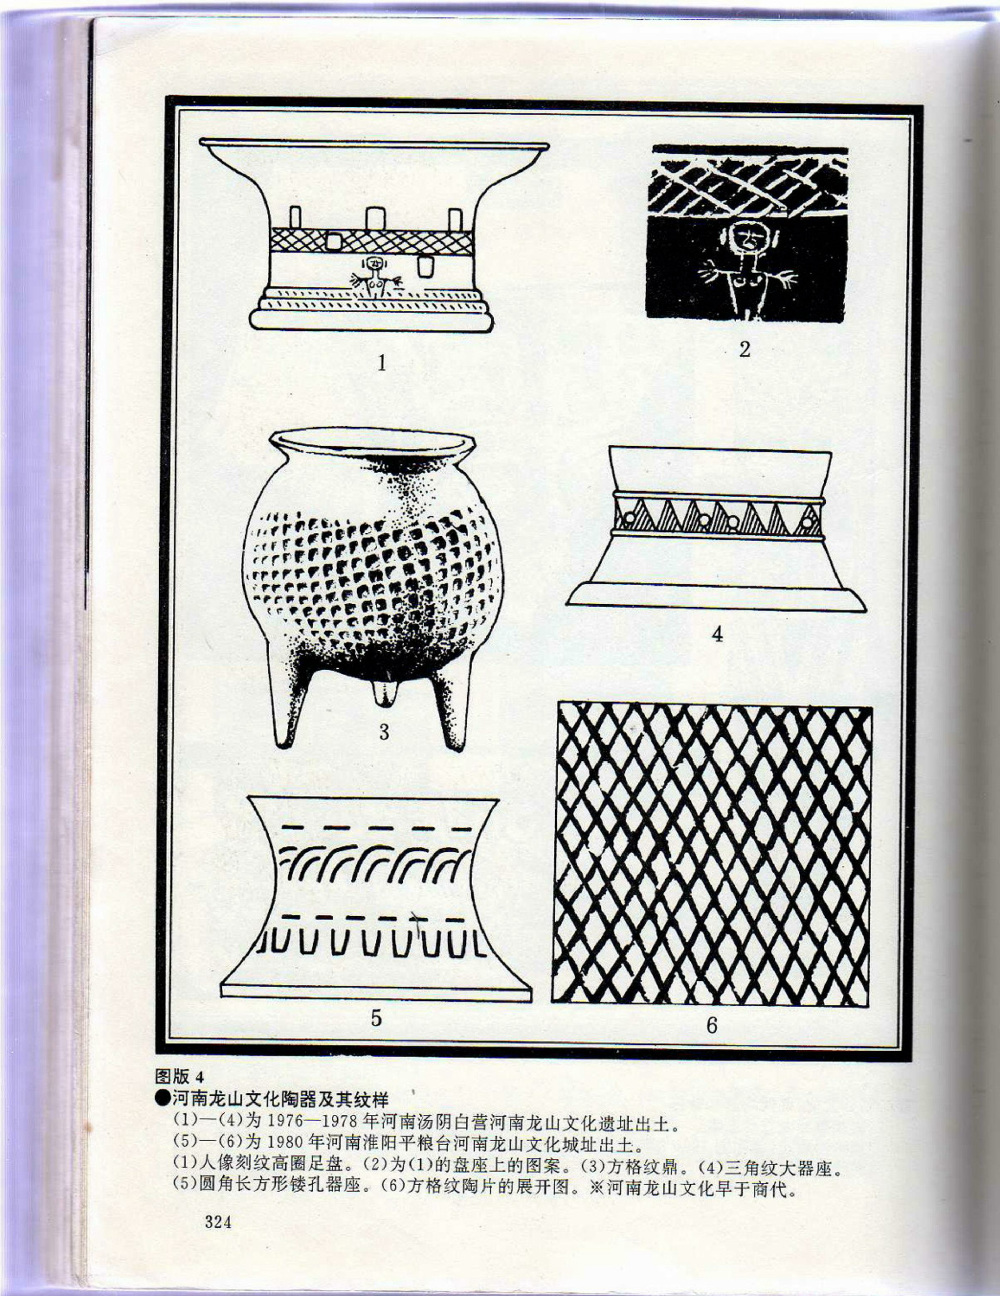 1
2
3
4
5
6
图版 4
●河南龙山文化陶器及其纹样
(1)—(4)为 1976—1978 年河南汤阴白营河南龙山文化遗址出土。
(5)—(6)为 1980 年河南淮阳平粮台河南龙山文化城址出土。
(1)人像刻纹高圈足盘。(2)为(1)的盘座上的图案。(3)方格纹鼎。(4)三角纹大器座。
(5)圆角长方形镂孔器座。(6)方格纹陶片的展开图。※河南龙山文化早于商代。
324